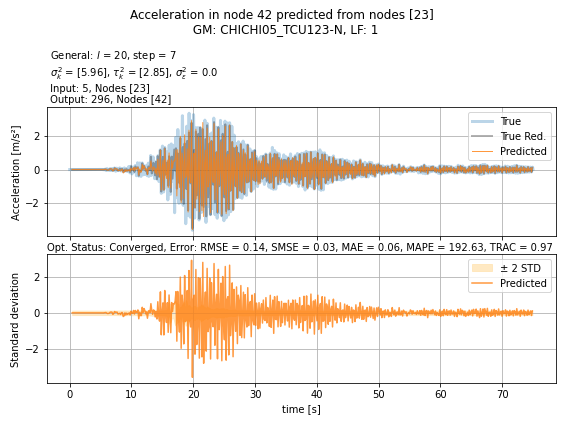 Acceleration in node 42 predicted from nodes [23]
GM: CHICHI05_TCU123-N, LF: 1
General: l = 20, step = 7
σ²ₖ = [5.96], τ²ₖ = [2.85], σ²ᵣ = 0.0
Input: 5, Nodes [23]
Output: 296, Nodes [42]
Acceleration [m/s²]
2
0
−2
True
True Red.
Predicted
Opt. Status: Converged, Error: RMSE = 0.14, SMSE = 0.03, MAE = 0.06, MAPE = 192.63, TRAC = 0.97
Standard deviation
2
0
−2
± 2 STD
Predicted
0 10 20 30 40 50 60 70
time [s]